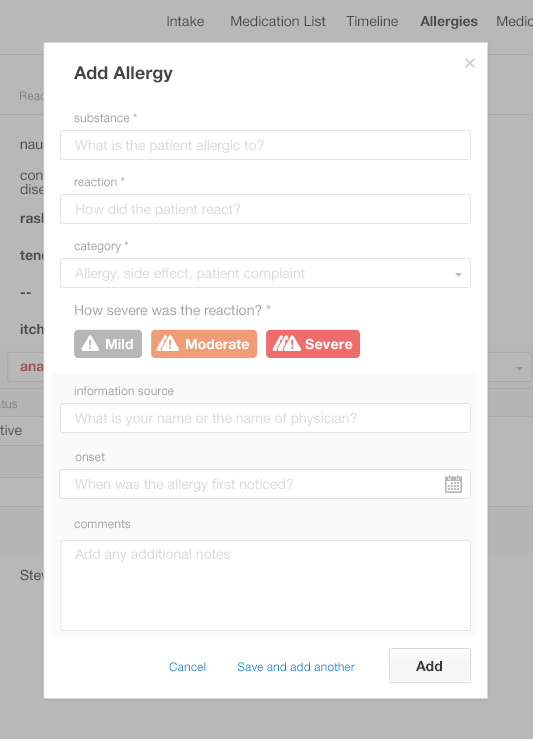 Intake Medication List Timeline Allergies Medic
Add Allergy
Reac
substance *
What is the patient allergic to?
nau
reaction *
con
dise
How did the patient react?
rasl
category *
tend
Allergy, side effect, patient complaint
--
How severe was the reaction? *
itch
Mild Moderate Severe
ana
information source
atus
What is your name or the name of physician?
tive
onset
When was the allergy first noticed?
comments
Add any additional notes
Stev
Cancel Save and add another Add